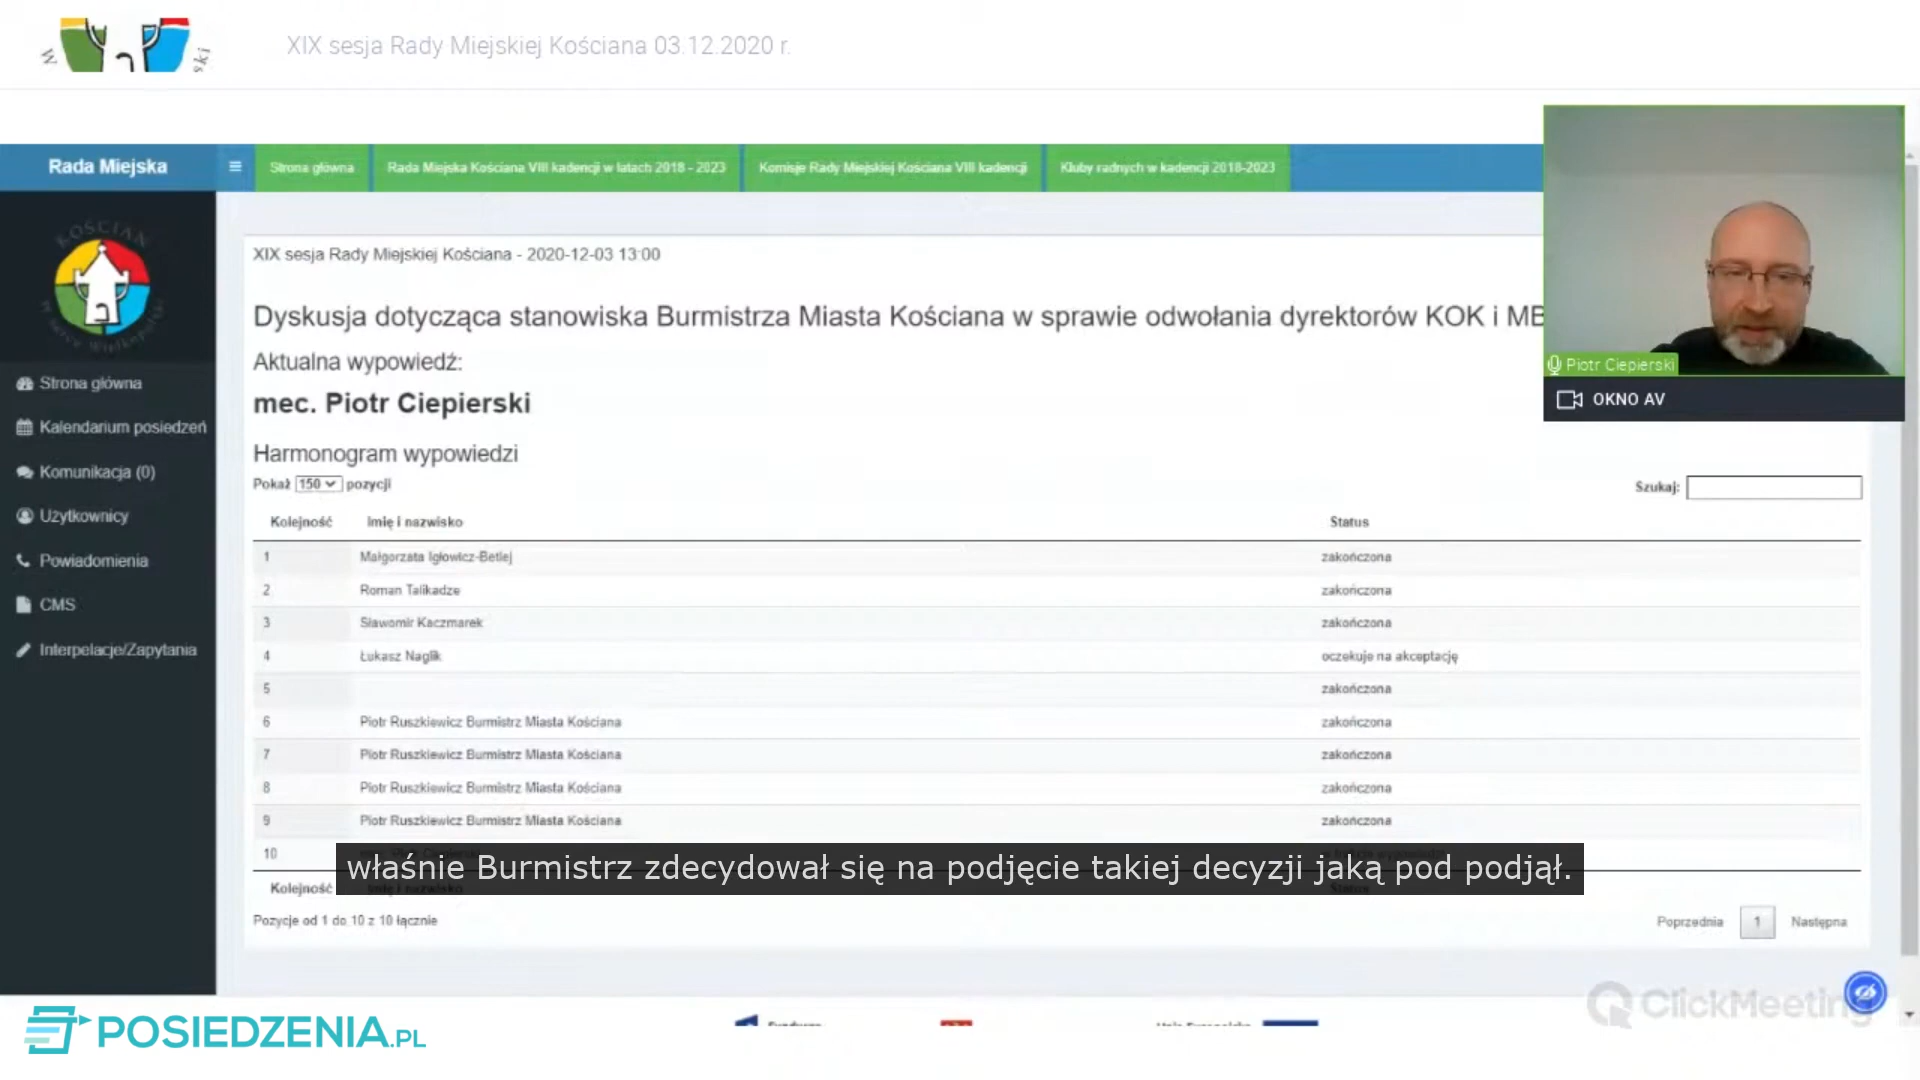 XIX sesja Rady Miejskiej Kościana 03.12.2020 r.
Rada Miejska
Strona główna
Rada Miejska Kościana VIII kadencji w latach 2018 - 2023
Komisje Rady Miejskiej Kościana VIII kadencji
Kluby radnych w kadencji 2018-2023
KOŚCIAN
Strona główna
Kalendarium posiedzeń
Komunikacja (0)
Użytkownicy
Powiadomienia
CMS
Interpelacje/Zapytania
XIX sesja Rady Miejskiej Kościana - 2020-12-03 13:00
Dyskusja dotycząca stanowiska Burmistrza Miasta Kościana w sprawie odwołania dyrektorów KOK i MB
Aktualna wypowiedź:
mec. Piotr Ciepierski
Piotr Ciepierski
OKNO AV
Harmonogram wypowiedzi
Pokaż 150 pozycji
Szukaj:
Kolejność Imię i nazwisko Status
1 Małgorzata Igłowicz-Betlej zakończona
2 Roman Talikadze zakończona
3 Sławomir Kaczmarek zakończona
4 Łukasz Naglik oczekuje na akceptację
5 zakończona
6 Piotr Ruszkiewicz Burmistrz Miasta Kościana zakończona
7 Piotr Ruszkiewicz Burmistrz Miasta Kościana zakończona
8 Piotr Ruszkiewicz Burmistrz Miasta Kościana zakończona
9 Piotr Ruszkiewicz Burmistrz Miasta Kościana zakończona
10
właśnie Burmistrz zdecydował się na podjęcie takiej decyzji jaką pod podjął.
Kolejność Imię i nazwisko Status
Pozycje od 1 do 10 z 10 łącznie
Poprzednia 1 Następna
ClickMeeting
POSIEDZENIA.PL